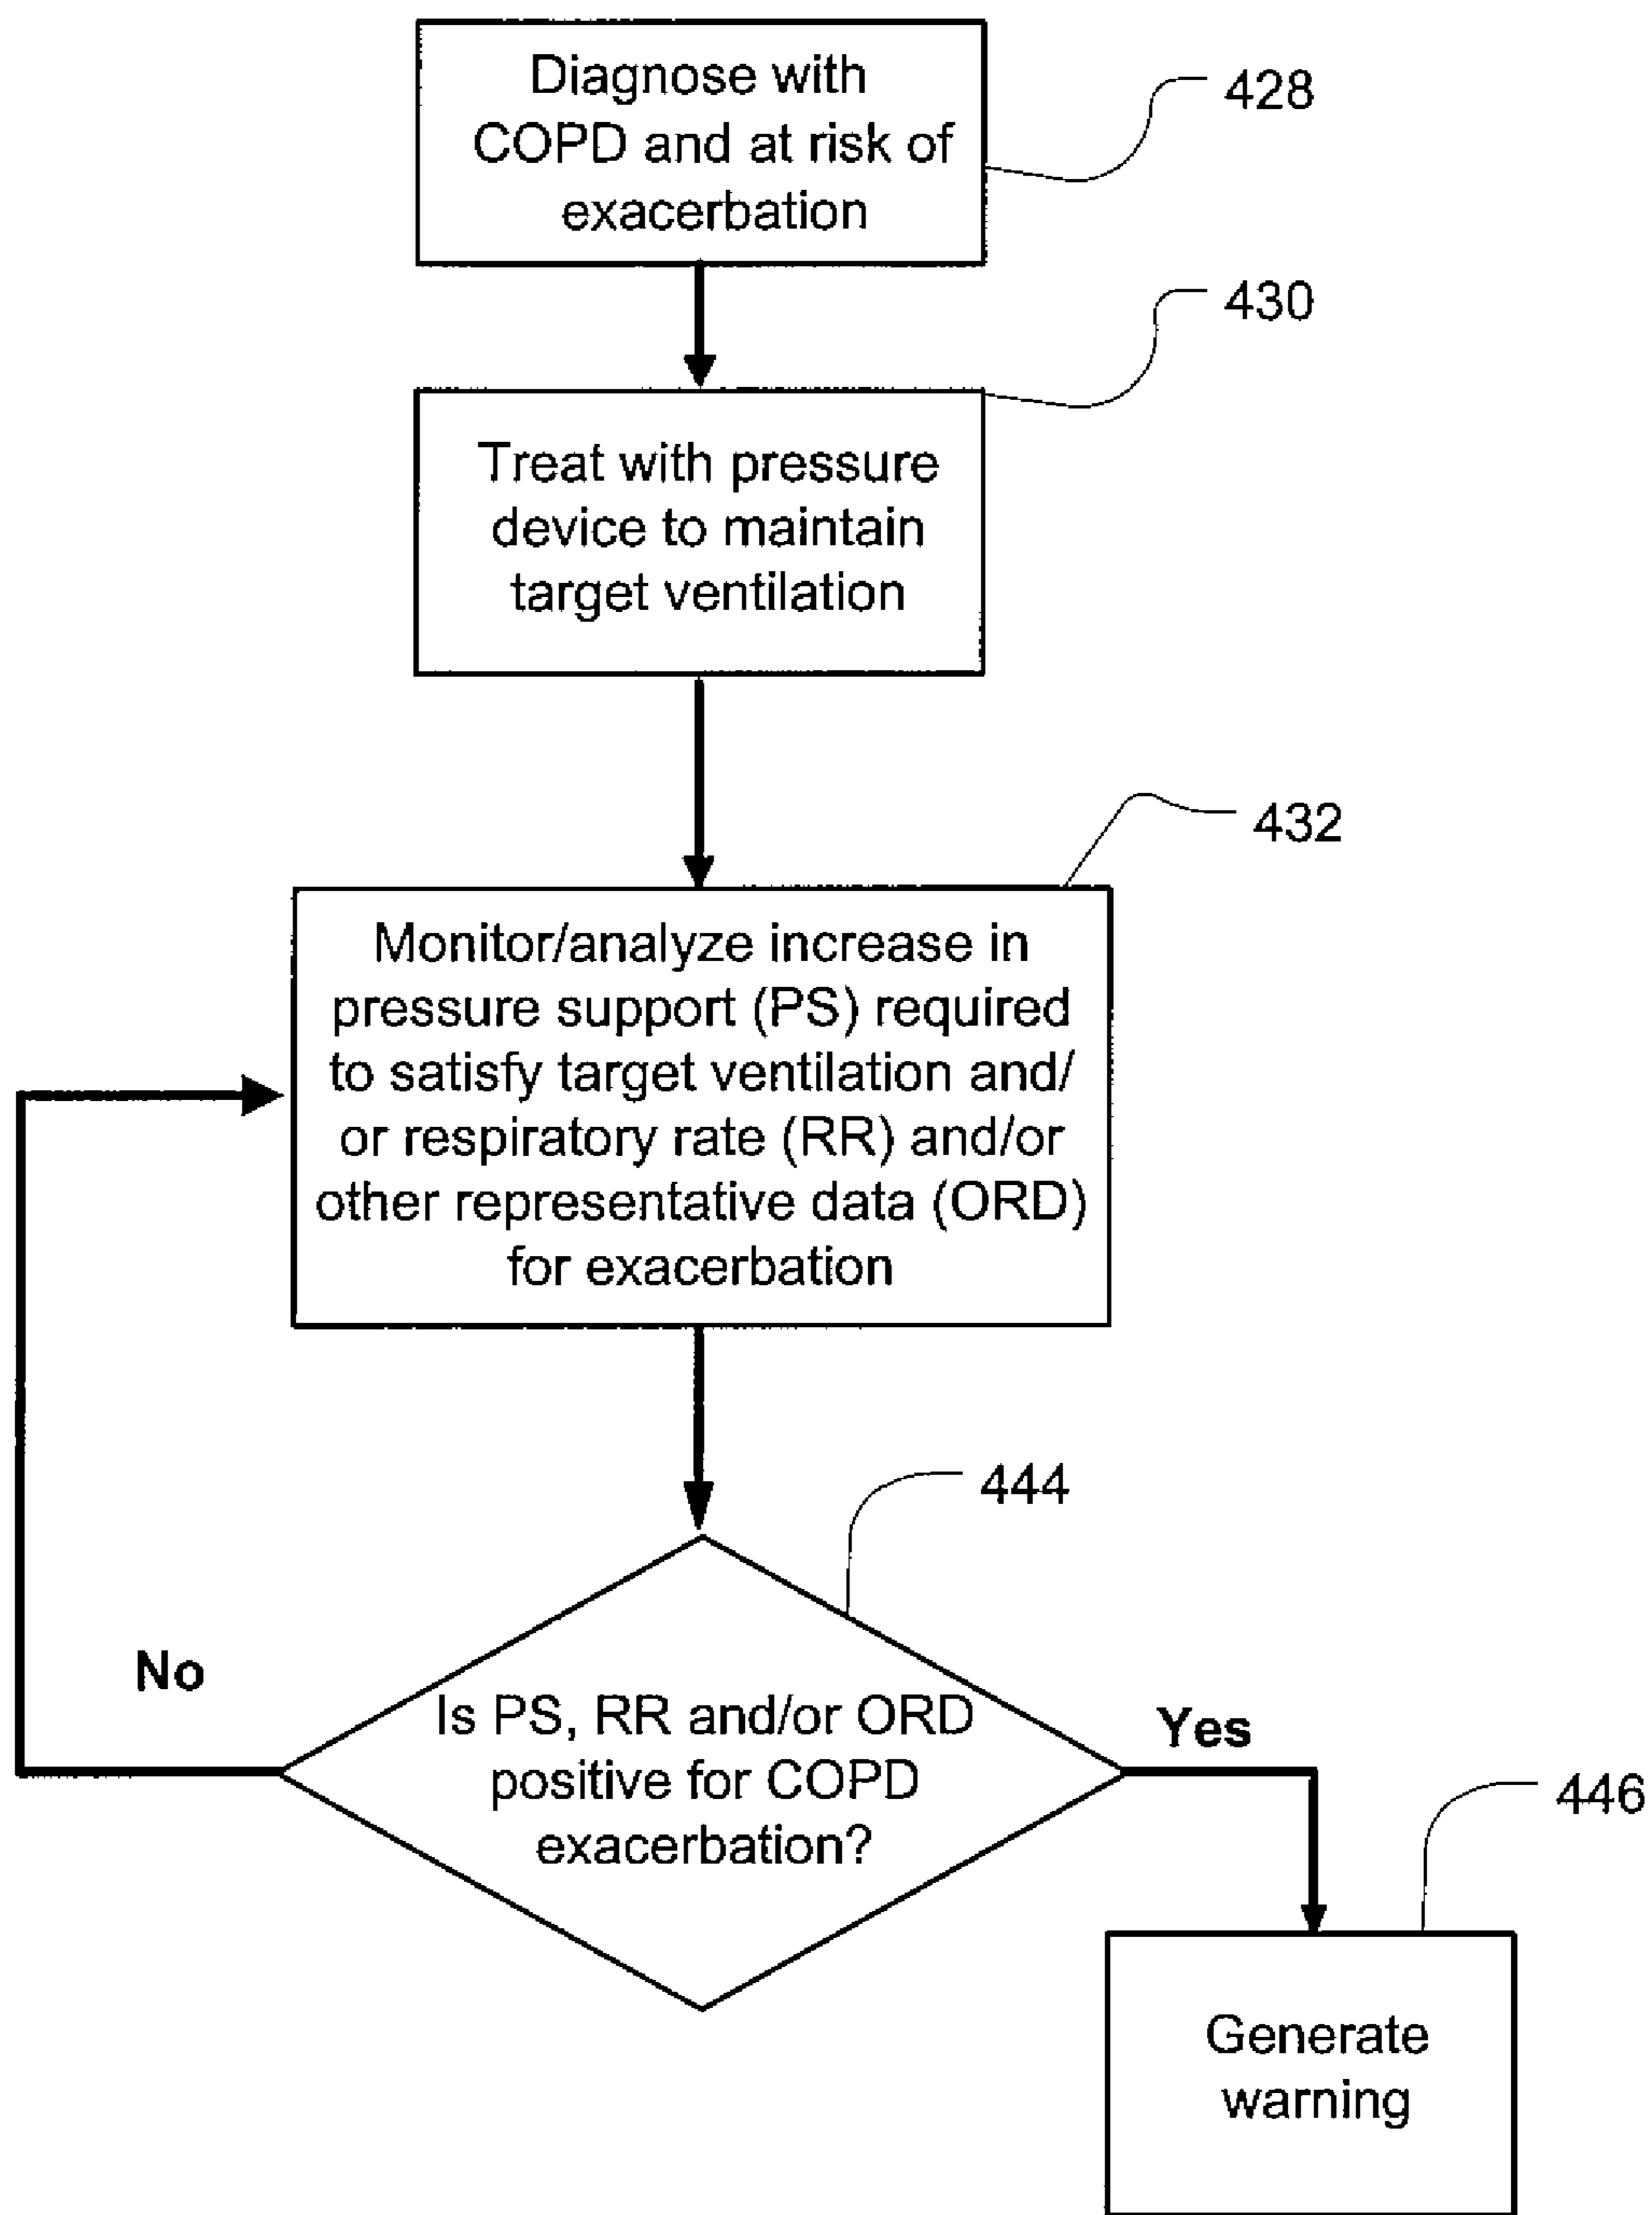 Diagnose with
COPD and at risk of
exacerbation
428
430
Treat with pressure
device to maintain
target ventilation
432
Monitor/analyze increase in
pressure support (PS) required
to satisfy target ventilation and/
or respiratory rate (RR) and/or
other representative data (ORD)
for exacerbation
444
No
Is PS, RR and/or ORD
positive for COPD
exacerbation?
Yes
446
Generate
warning